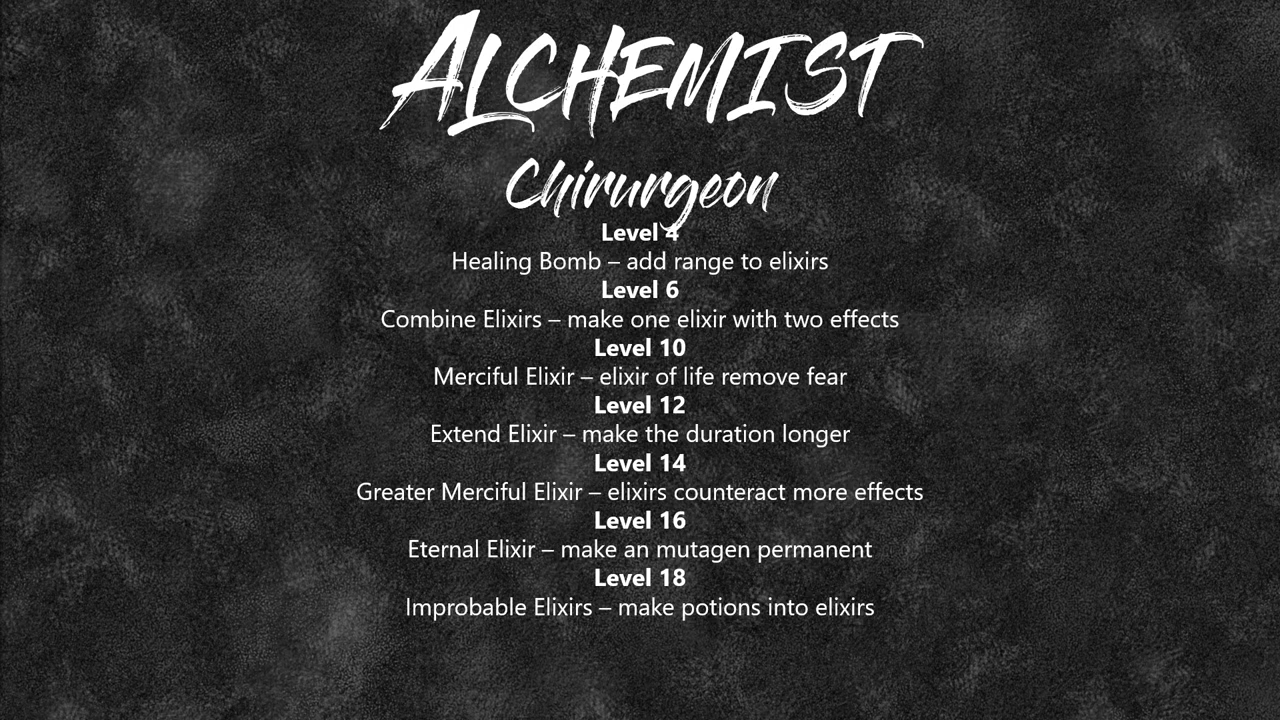 ALCHEMIST
Chirurgeon
Level 4
Healing Bomb – add range to elixirs
Level 6
Combine Elixirs – make one elixir with two effects
Level 10
Merciful Elixir – elixir of life remove fear
Level 12
Extend Elixir – make the duration longer
Level 14
Greater Merciful Elixir – elixirs counteract more effects
Level 16
Eternal Elixir – make an mutagen permanent
Level 18
Improbable Elixirs – make potions into elixirs